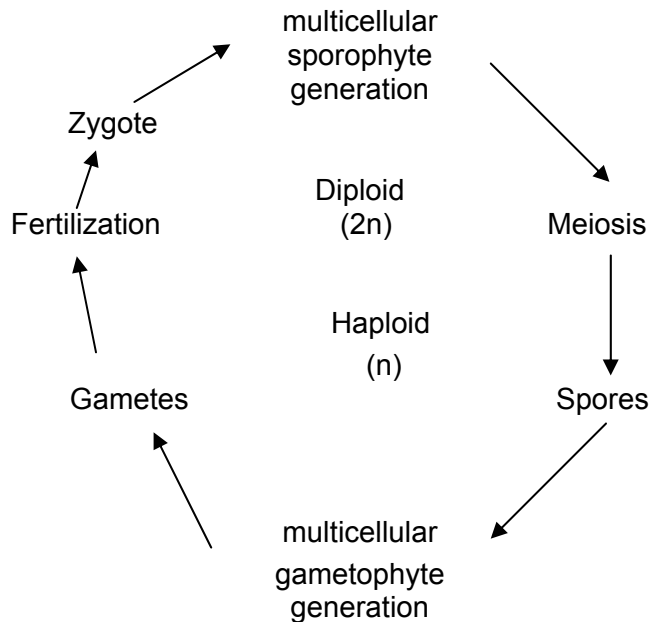 multicellular
sporophyte
generation
Zygote
Diploid
(2n)
Fertilization
Meiosis
Haploid
(n)
Gametes
Spores
multicellular
gametophyte
generation